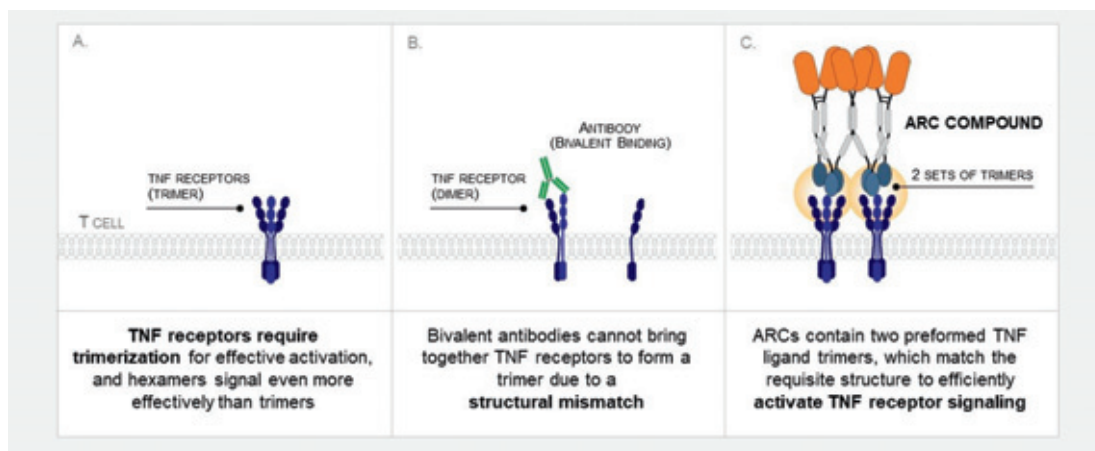 A.
TNF RECEPTORS
(TRIMER)
T CELL
TNF receptors require
trimerization for effective activation,
and hexamers signal even more
effectively than trimers
B.
ANTIBODY
(BIVALENT BINDING)
TNF RECEPTOR
(DIMER)
Bivalent antibodies cannot bring
together TNF receptors to form a
trimer due to a
structural mismatch
C.
ARC COMPOUND
2 SETS OF TRIMERS
ARCs contain two preformed TNF
ligand trimers, which match the
requisite structure to efficiently
activate TNF receptor signaling